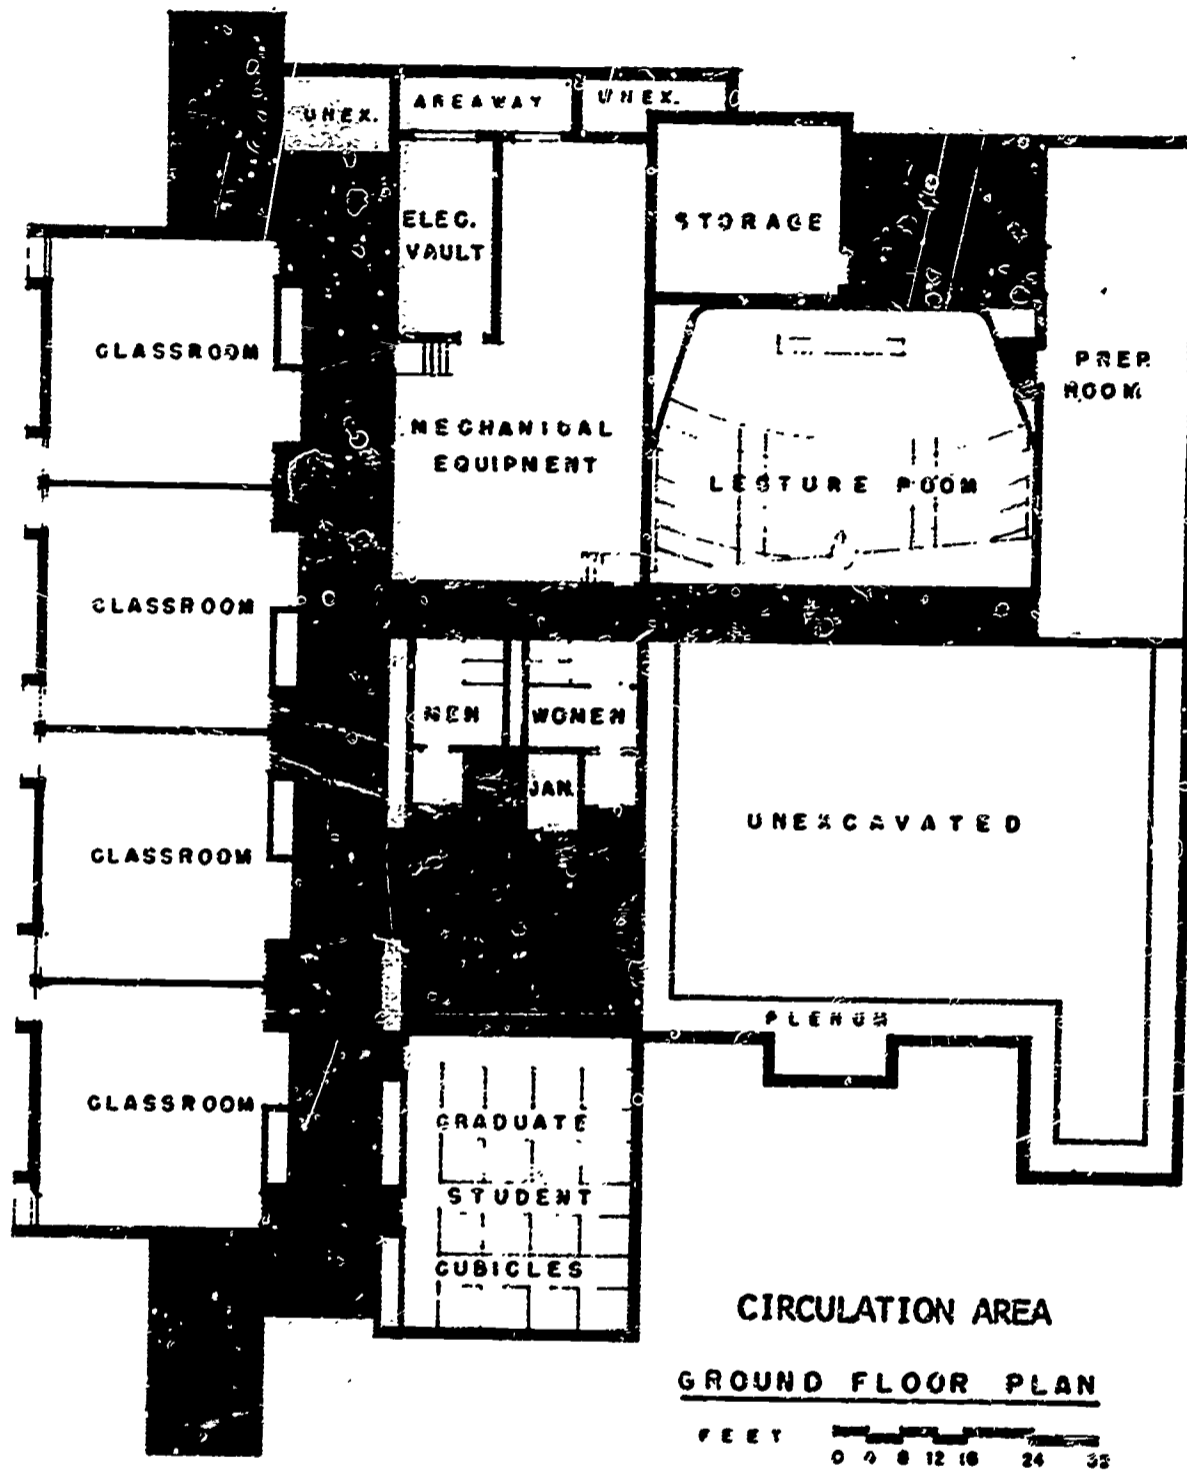 UNEX.
AREAWAY
UNEX.
ELEC.
VAULT
STORAGE
CLASSROOM
PREP.
ROOM
MECHANICAL
EQUIPMENT
LECTURE ROOM
CLASSROOM
MEN
WOMEN
JAN.
UNEXCAVATED
CLASSROOM
PLENUM
CLASSROOM
GRADUATE
STUDENT
CUBICLES
CIRCULATION AREA
GROUND FLOOR PLAN
FEET
0 4 8 12 16 24 32